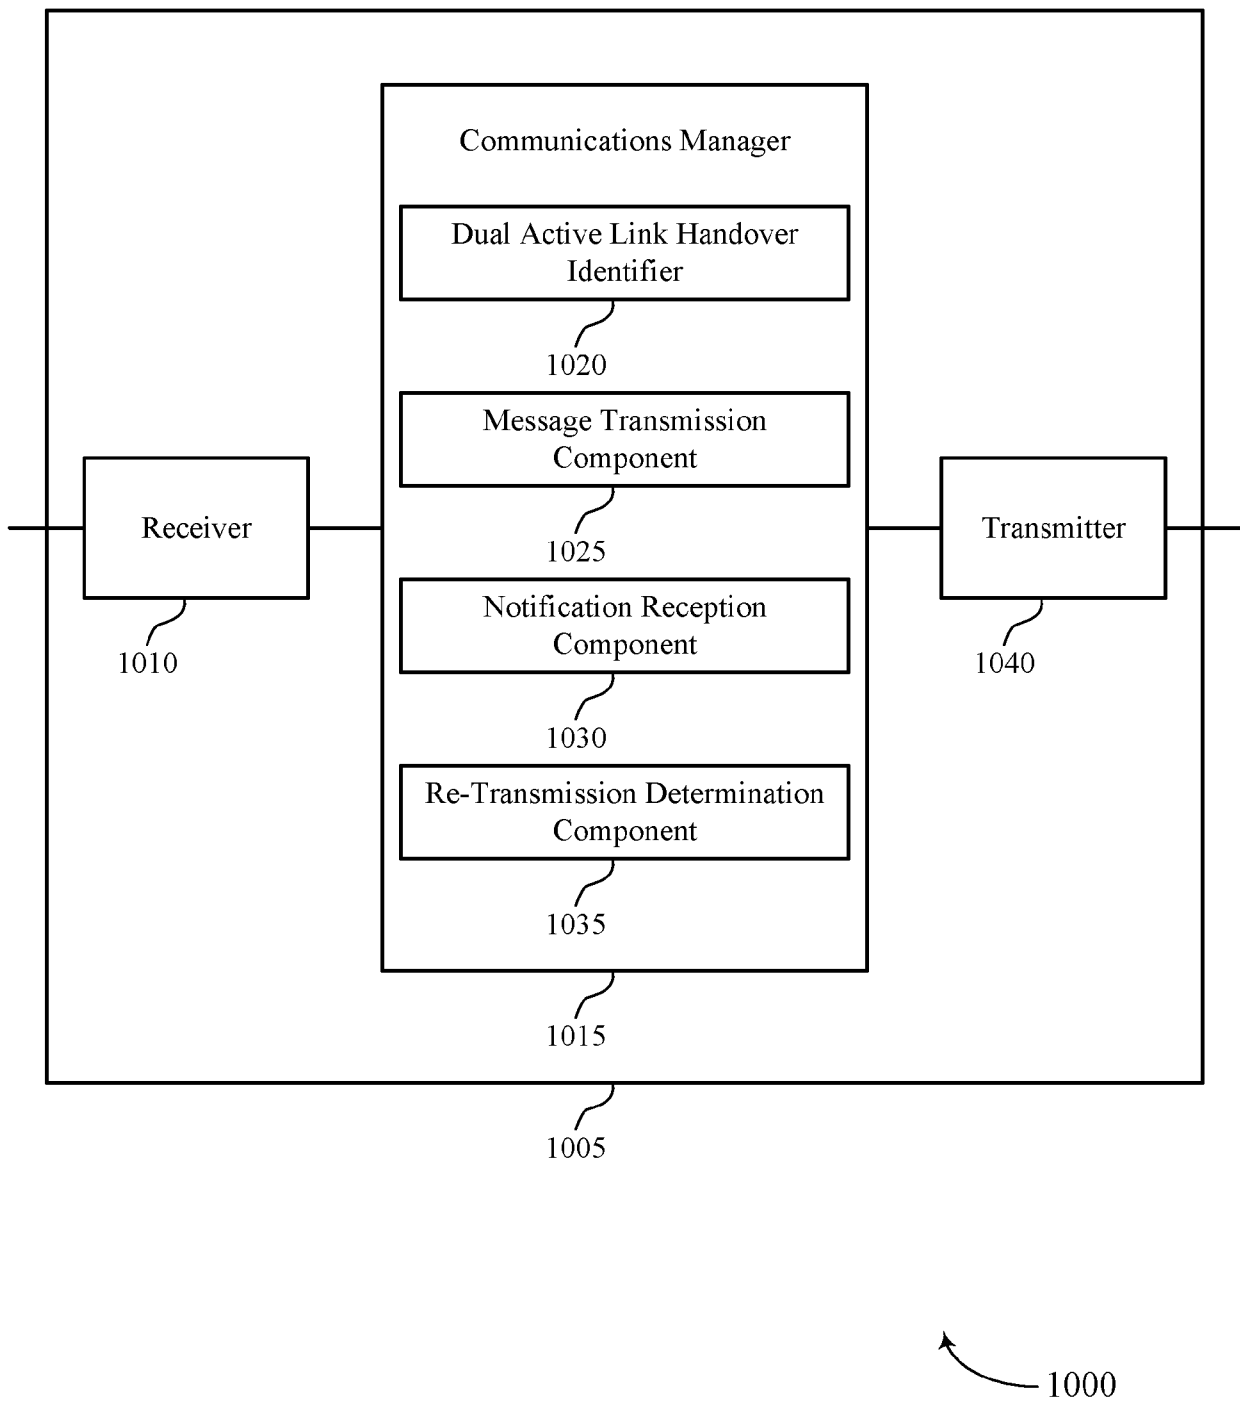 Communications Manager
Dual Active Link Handover
Identifier
1020
Message Transmission
Component
1025
Receiver
1010
Transmitter
1040
Notification Reception
Component
1030
Re-Transmission Determination
Component
1035
1015
1005
1000